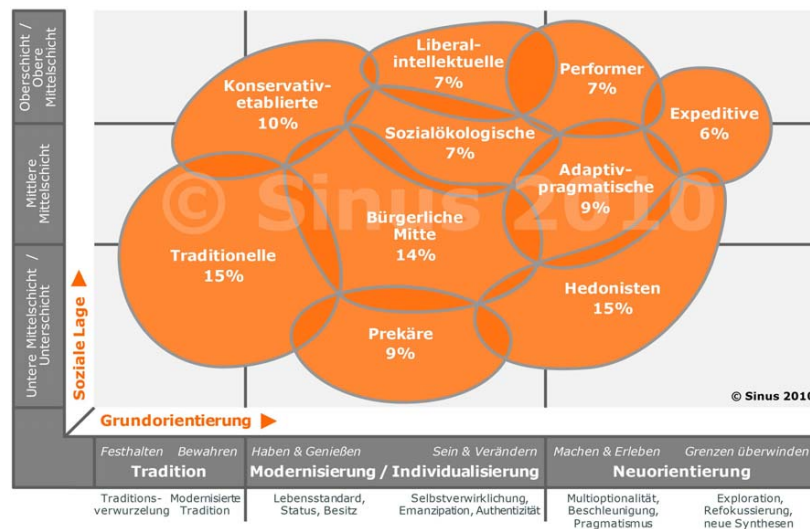 Oberschicht /
Obere
Mittelschicht
Mittlere
Mittelschicht
Untere Mittelschicht /
Unterschicht
Soziale Lage
Konservativ-
etablierte
10%
Liberal-
intellektuelle
7%
Performer
7%
Expeditive
6%
Sozialökologische
7%
Adaptiv-
pragmatische
9%
© Sinus 2010
Bürgerliche
Mitte
14%
Traditionelle
15%
Hedonisten
15%
Prekäre
9%
© Sinus 2010
Grundorientierung
Festhalten Bewahren
Tradition
Haben & Genießen Sein & Verändern
Modernisierung / Individualisierung
Machen & Erleben Grenzen überwinden
Neuorientierung
Traditions-
verwurzelung
Modernisierte
Tradition
Lebensstandard,
Status, Besitz
Selbstverwirklichung,
Emanzipation, Authentizität
Multioptionalität,
Beschleunigung,
Pragmatismus
Exploration,
Refokussierung,
neue Synthesen